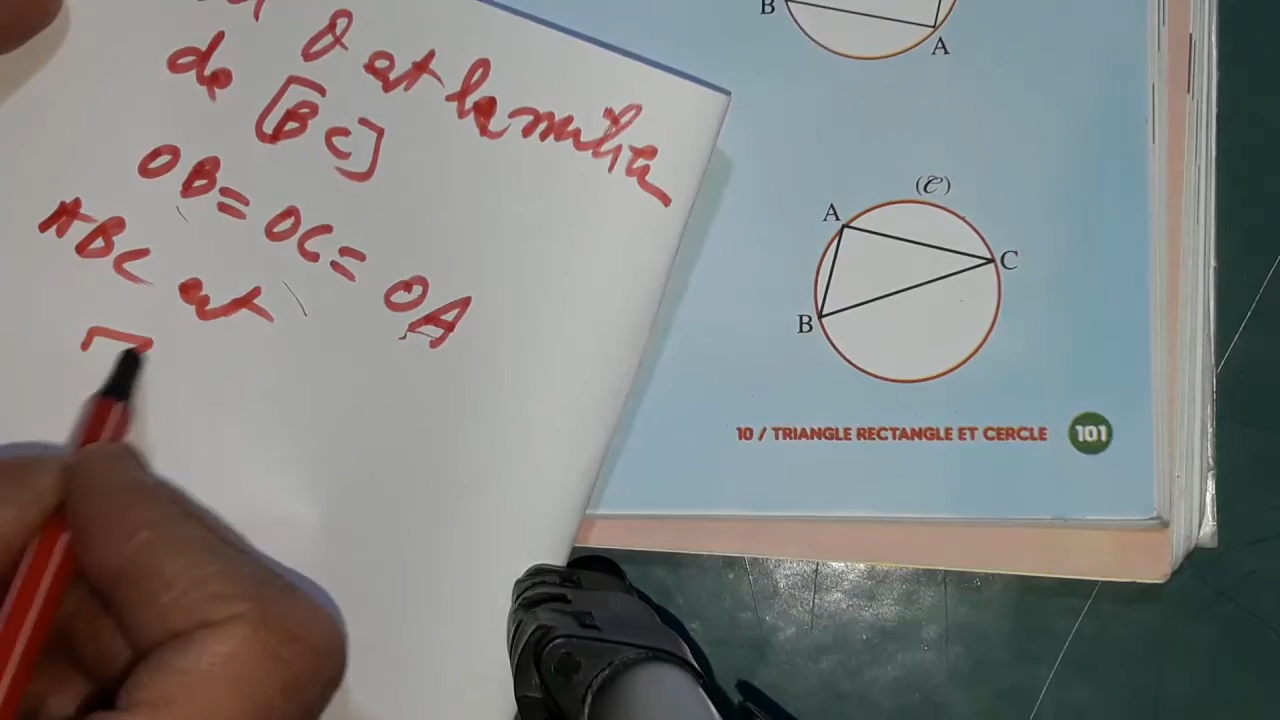 de O est le milieu
[BC]
OB = OC = OA
ABC est
B
A
(C)
A
C
B
10 / TRIANGLE RECTANGLE ET CERCLE 101